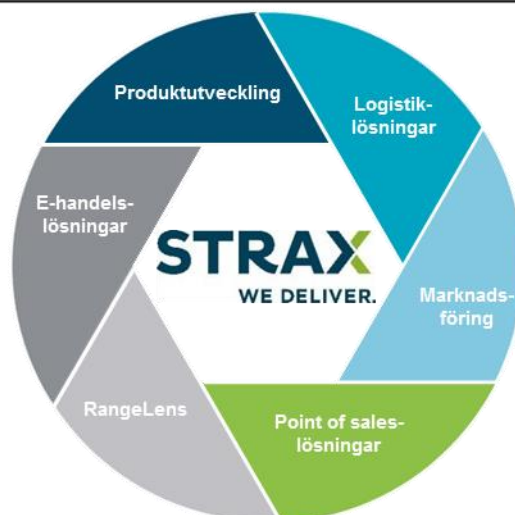 Produktutveckling
Logistik-
lösningar
E-handels-
lösningar
STRAX
WE DELIVER.
Marknads-
föring
RangeLens
Point of sales-
lösningar